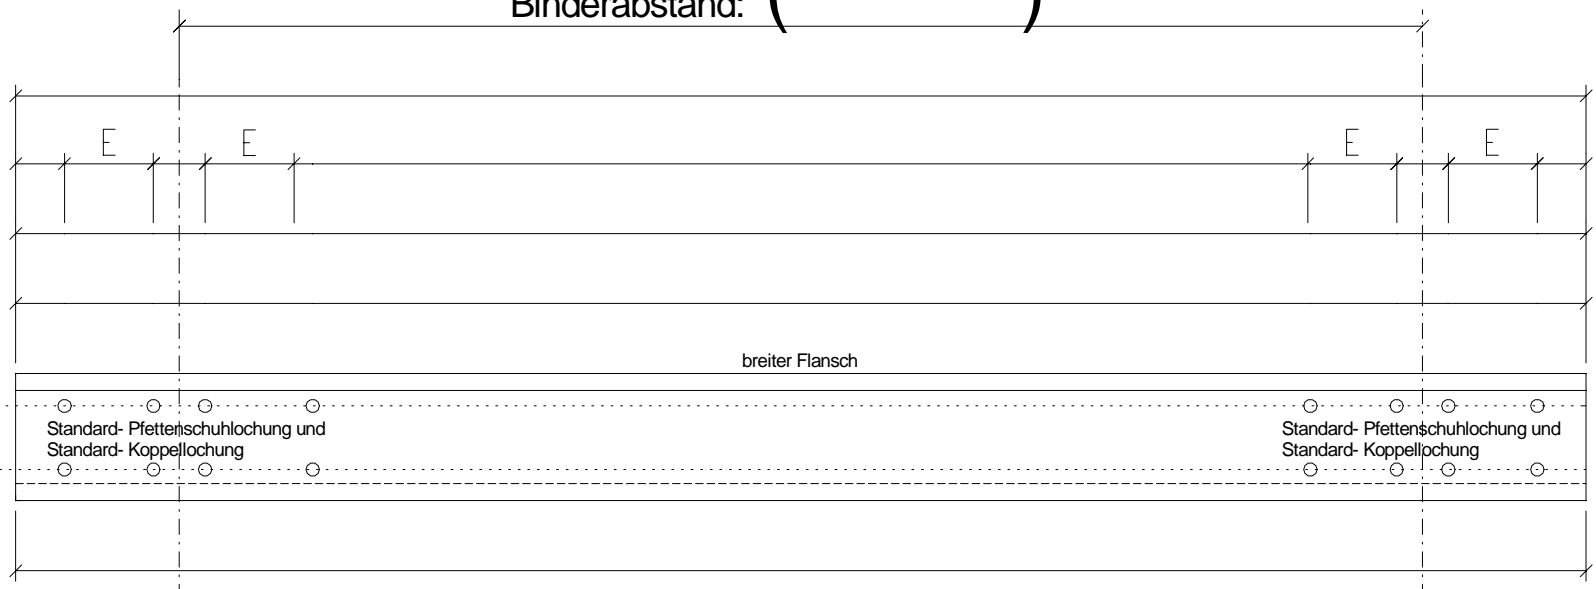 Binderabstand: ( )
E E E E
breiter Flansch
Standard- Pfettenschuhlochung und
Standard- Koppellochung
Standard- Pfettenschuhlochung und
Standard- Koppellochung